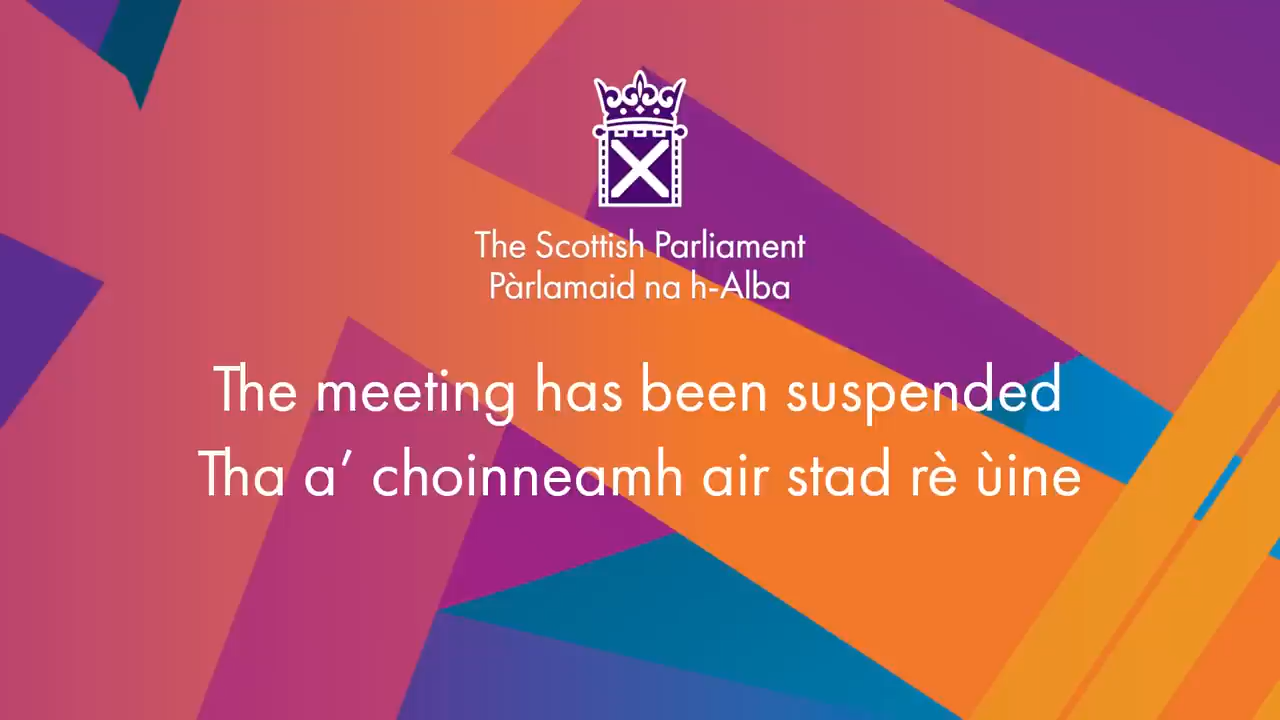 The Scottish Parliament
Pàrlamaid na h-Alba
The meeting has been suspended
Tha a’ choinneamh air stad rè ùine